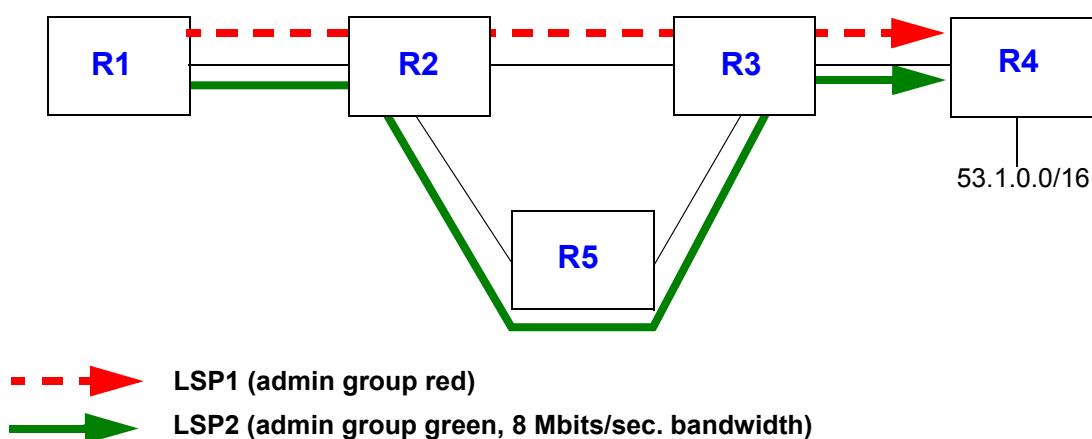 R1
R2
R3
R4
53.1.0.0/16
R5
LSP1 (admin group red)
LSP2 (admin group green, 8 Mbits/sec. bandwidth)